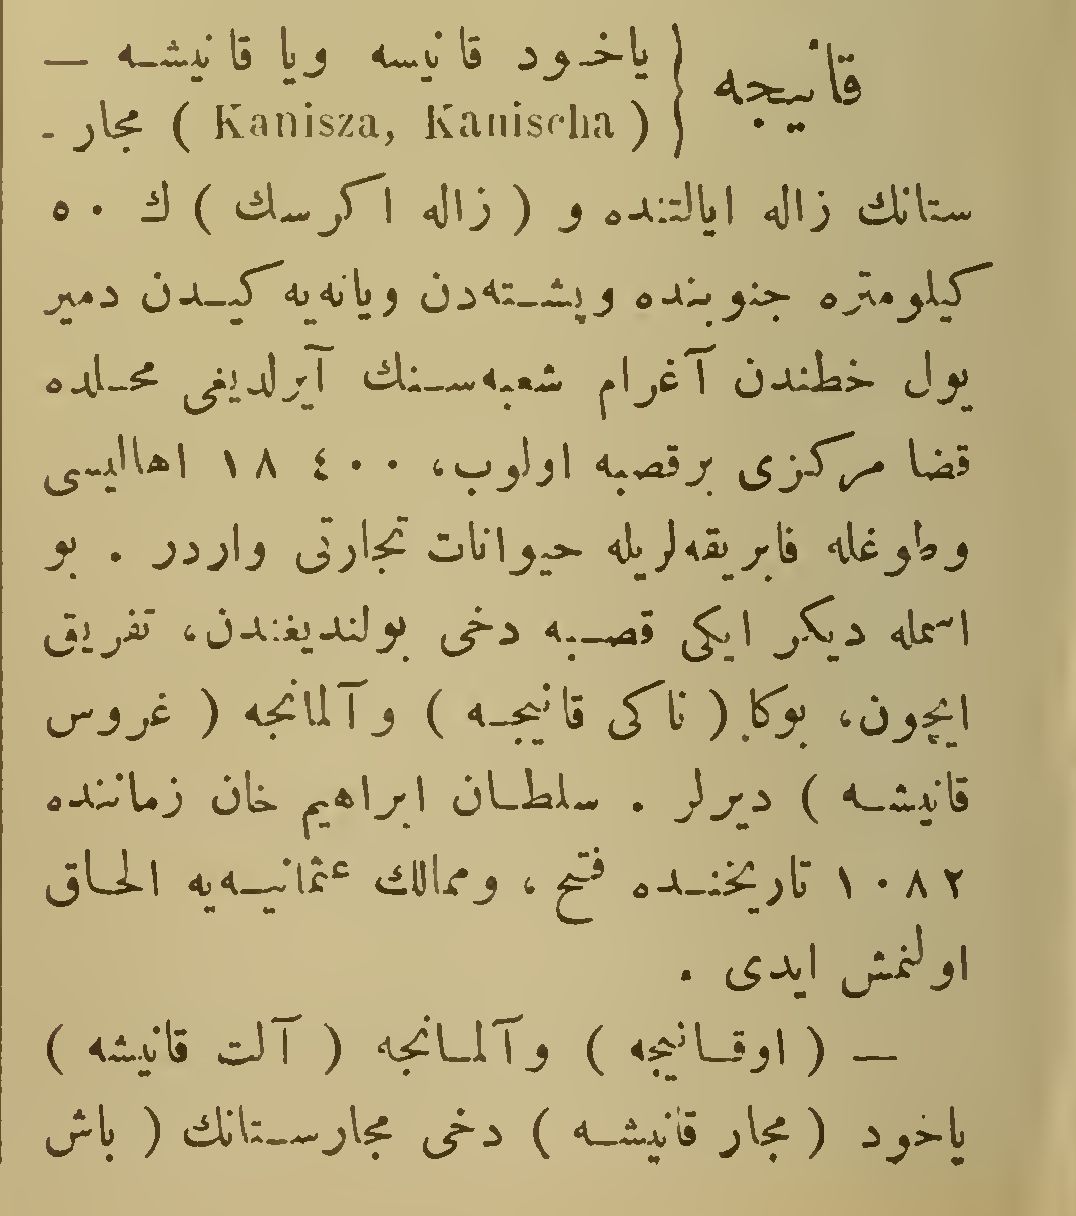 قانیجه { یاخود قانیسه ویا قانیشه —
( Kanisza, Kanischa ) مجار -
ستانك زاله ایالتنده و ( زاله اكرسك ) ك ٥٠
كیلومتره جنوبنده وپشته‌دن ویانه‌یه كیدن دمیر
یول خطندن آغرام شعبه‌سنك آیرلدیغی محلده
قضا مركزی برقصبه اولوب، ١٨٤٠٠ اهالیسی
وطوغله فابریقه‌لریله حیوانات تجارتی واردر . بو
اسمله دیكر ایكی قصبه دخی بولندیغندن، تفریق
ایچون، بوكا ( ناكی قانیجه ) وآلمانجه ( غروس
قانیشه ) دیرلر . سلطان ابراهیم خان زماننده
١٠٨٢ تاریخنده فتح ، وممالك عثمانیه‌یه الحاق
اولنمش ایدی .
— ( اوقانیجه ) وآلمانجه ( آلت قانیشه )
یاخود ( مجار قانیشه ) دخی مجارستانك ( باش